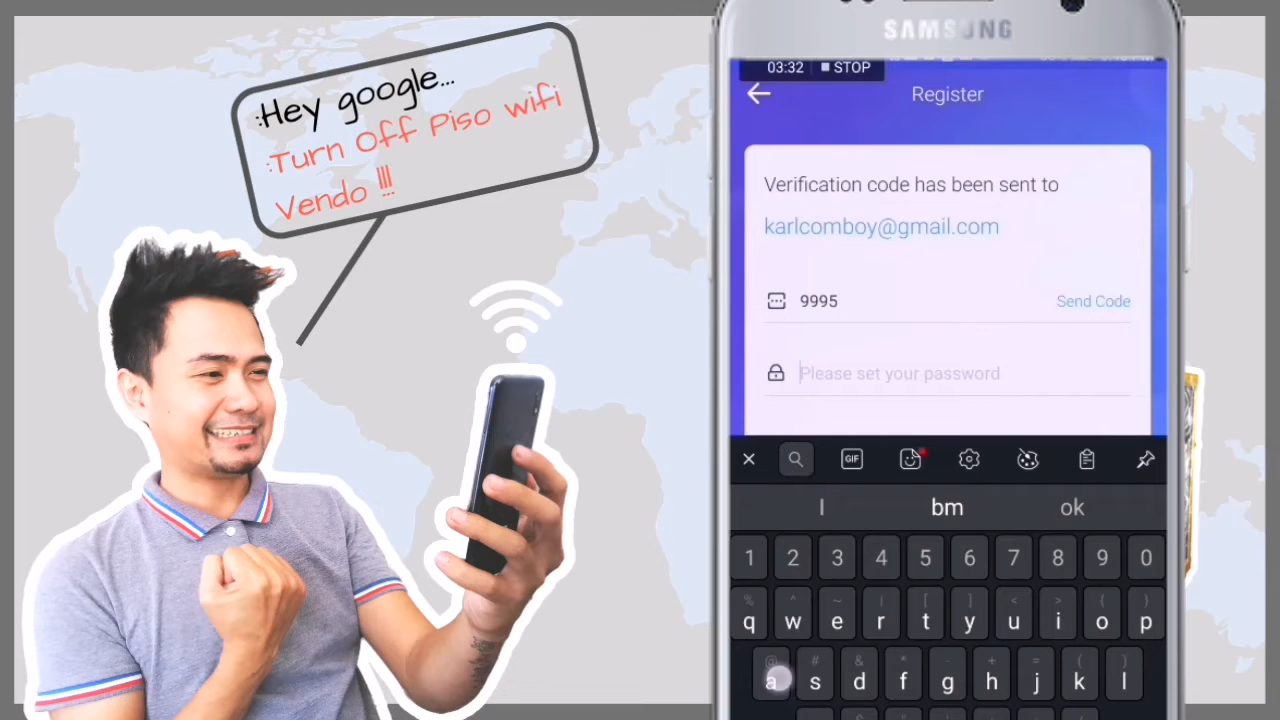 :Hey google...
:Turn Off Piso wifi
Vendo !!!
SAMSUNG
03:32 STOP
Register
Verification code has been sent to
karlcomboy@gmail.com
9995 Send Code
Please set your password
GIF
l bm ok
1 2 3 4 5 6 7 8 9 0
% ^ ~ | [ ] < > { }
q w e r t y u i o p
@ # & * - + = ( )
a s d f g h j k l